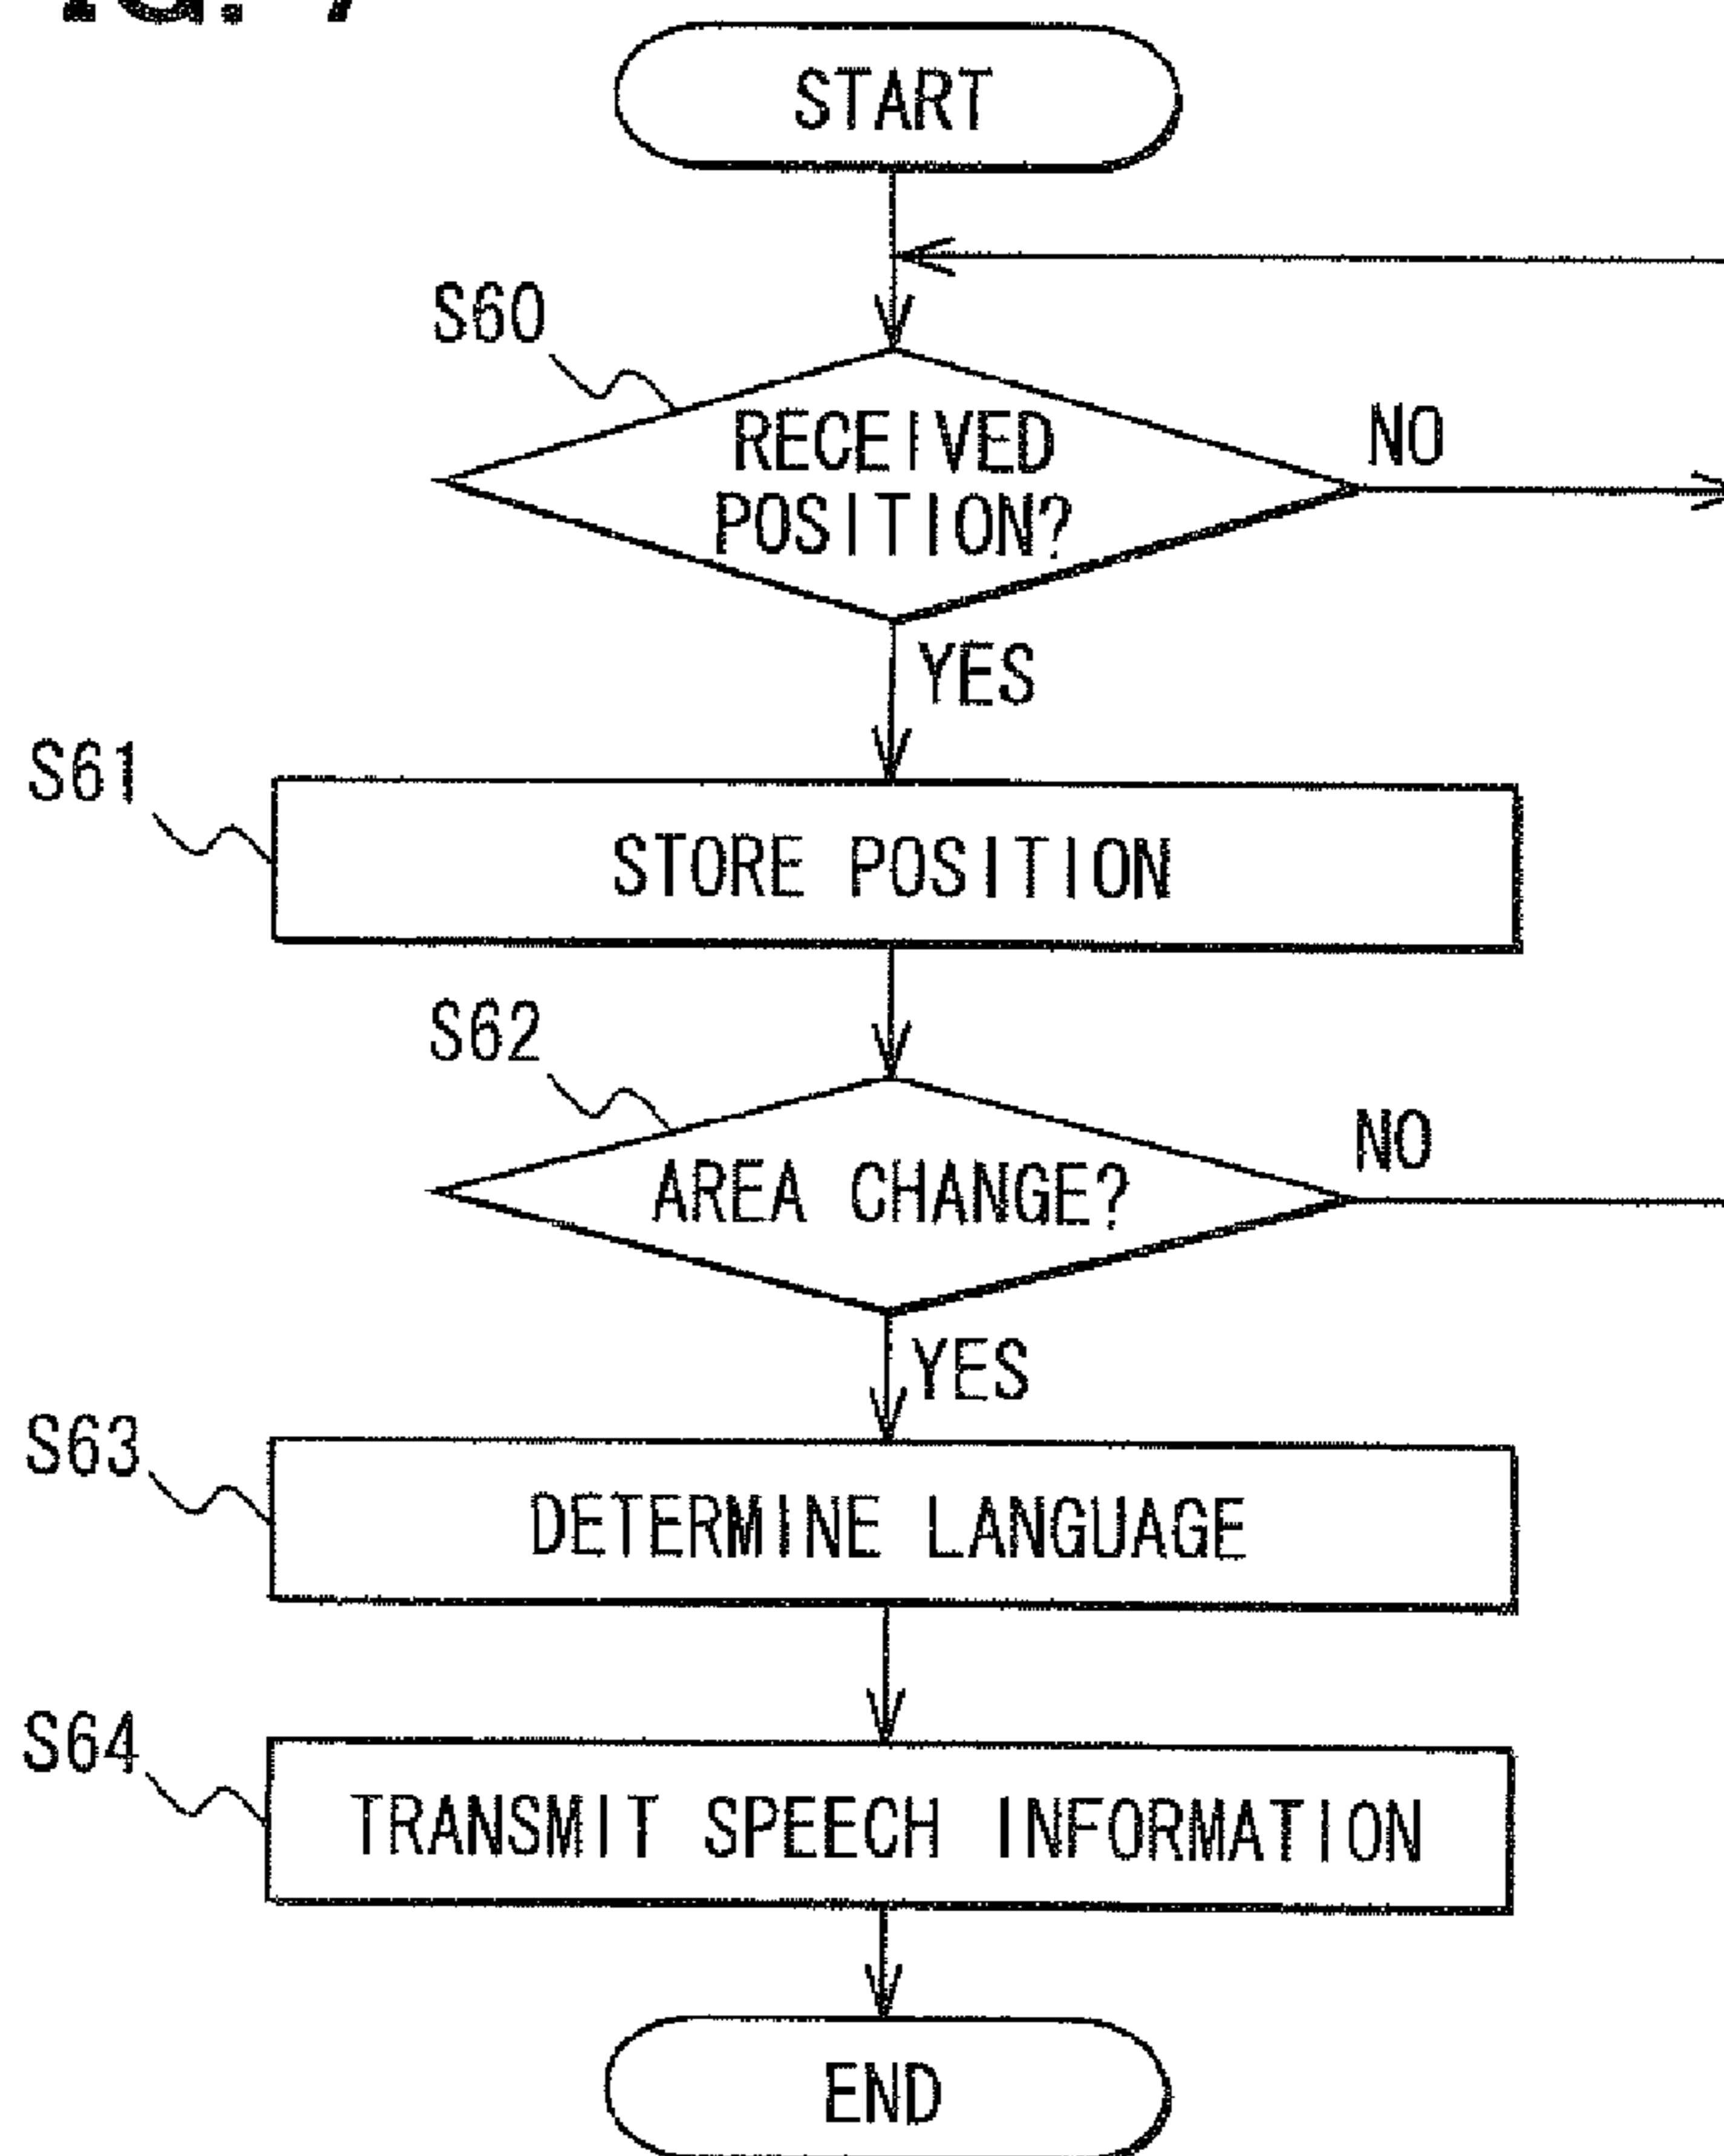 START
S60
RECEIVED
POSITION?
NO
YES
S61
STORE POSITION
S62
AREA CHANGE?
NO
YES
S63
DETERMINE LANGUAGE
S64
TRANSMIT SPEECH INFORMATION
END